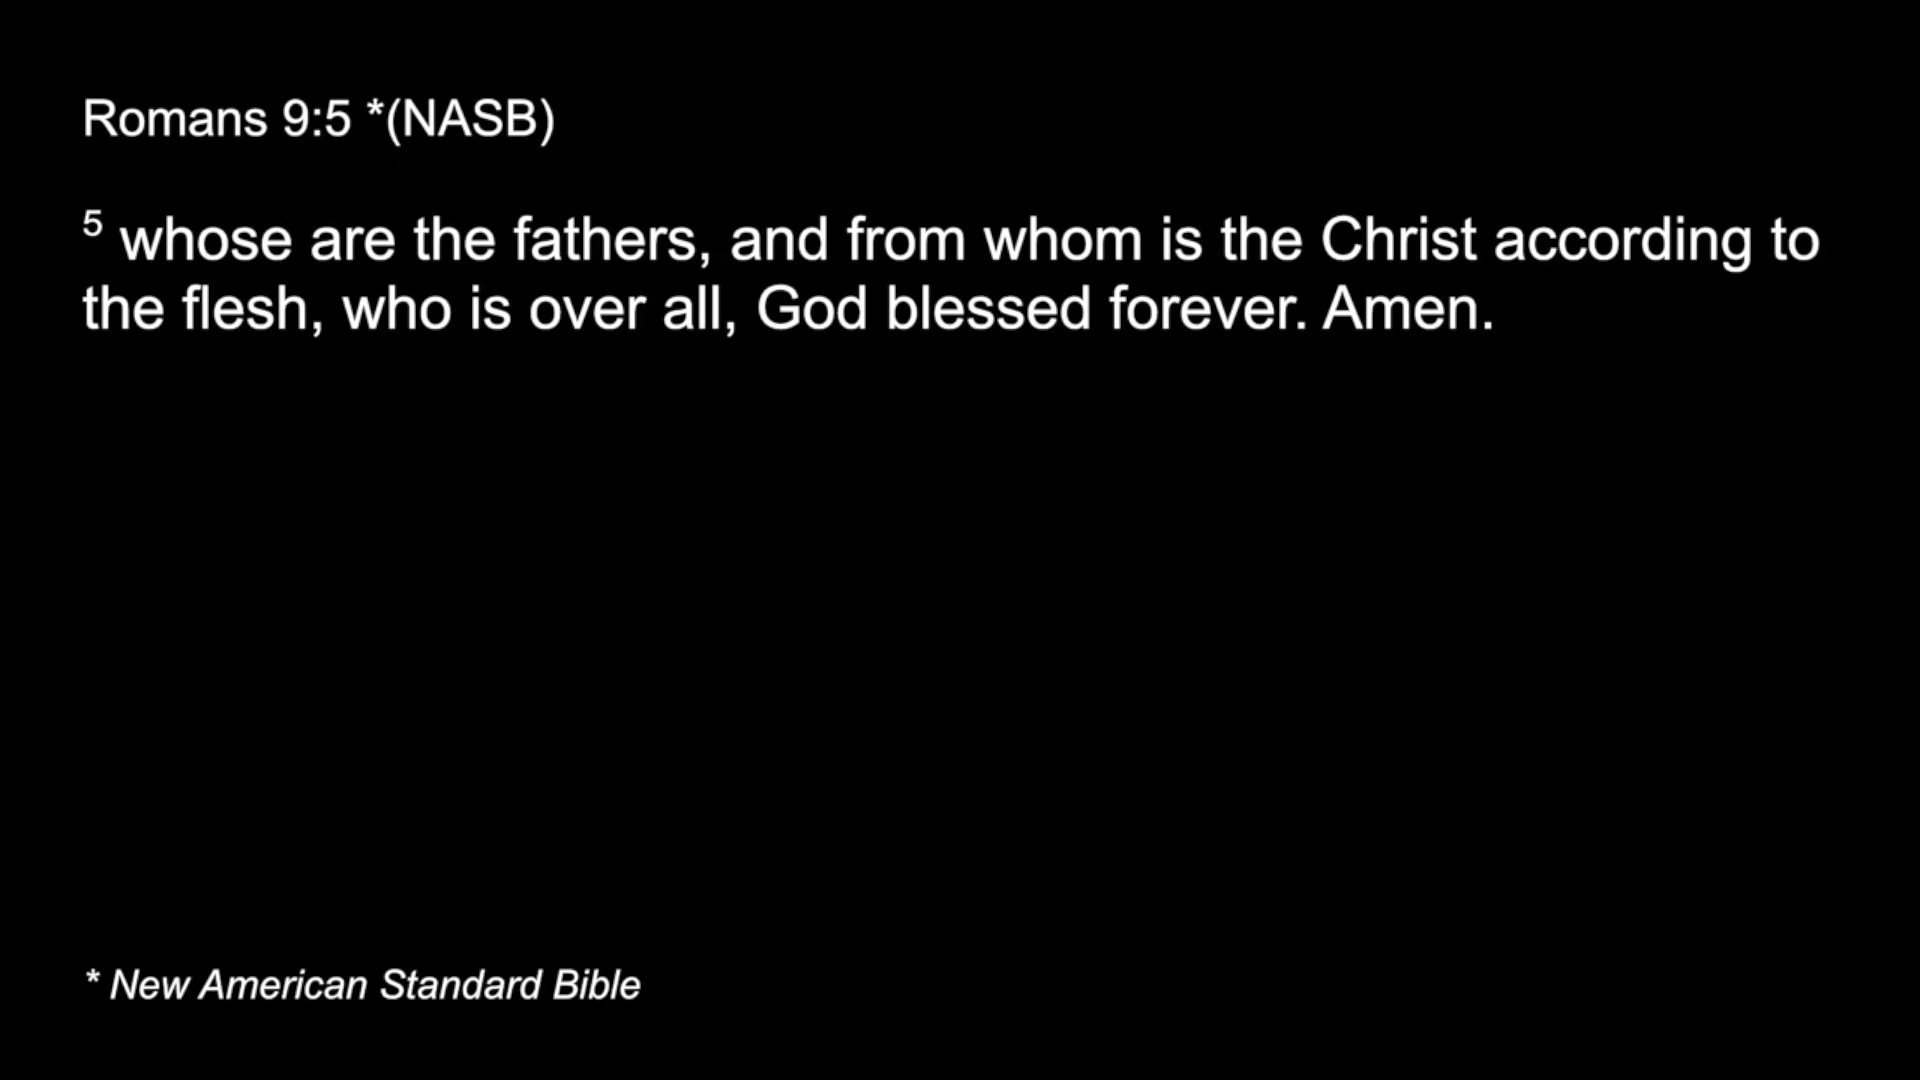 Romans 9:5 *(NASB)
5 whose are the fathers, and from whom is the Christ according to
the flesh, who is over all, God blessed forever. Amen.
* New American Standard Bible